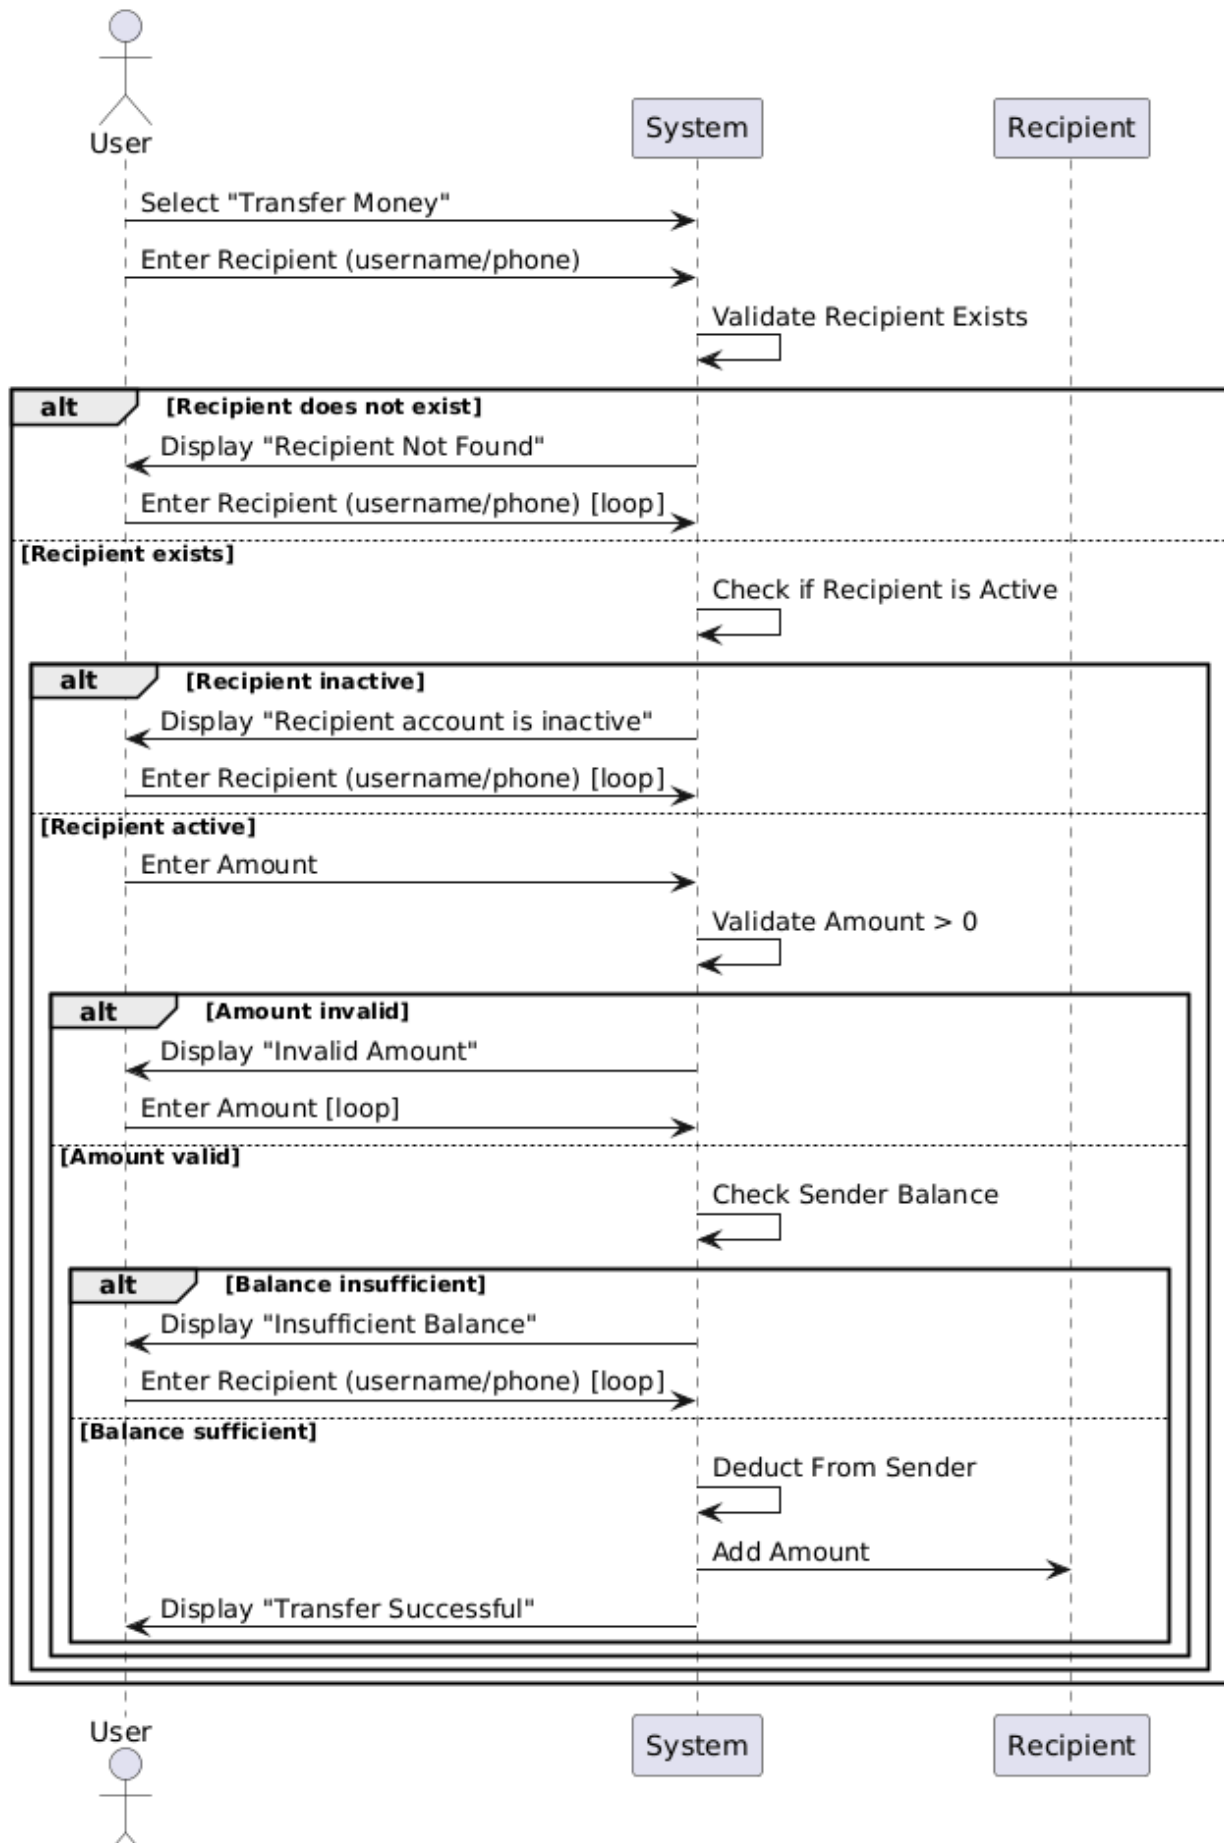 User
System
Recipient
Select "Transfer Money"
Enter Recipient (username/phone)
Validate Recipient Exists
alt
[Recipient does not exist]
Display "Recipient Not Found"
Enter Recipient (username/phone) [loop]
[Recipient exists]
Check if Recipient is Active
alt
[Recipient inactive]
Display "Recipient account is inactive"
Enter Recipient (username/phone) [loop]
[Recipient active]
Enter Amount
Validate Amount > 0
alt
[Amount invalid]
Display "Invalid Amount"
Enter Amount [loop]
[Amount valid]
Check Sender Balance
alt
[Balance insufficient]
Display "Insufficient Balance"
Enter Recipient (username/phone) [loop]
[Balance sufficient]
Deduct From Sender
Add Amount
Display "Transfer Successful"
User
System
Recipient